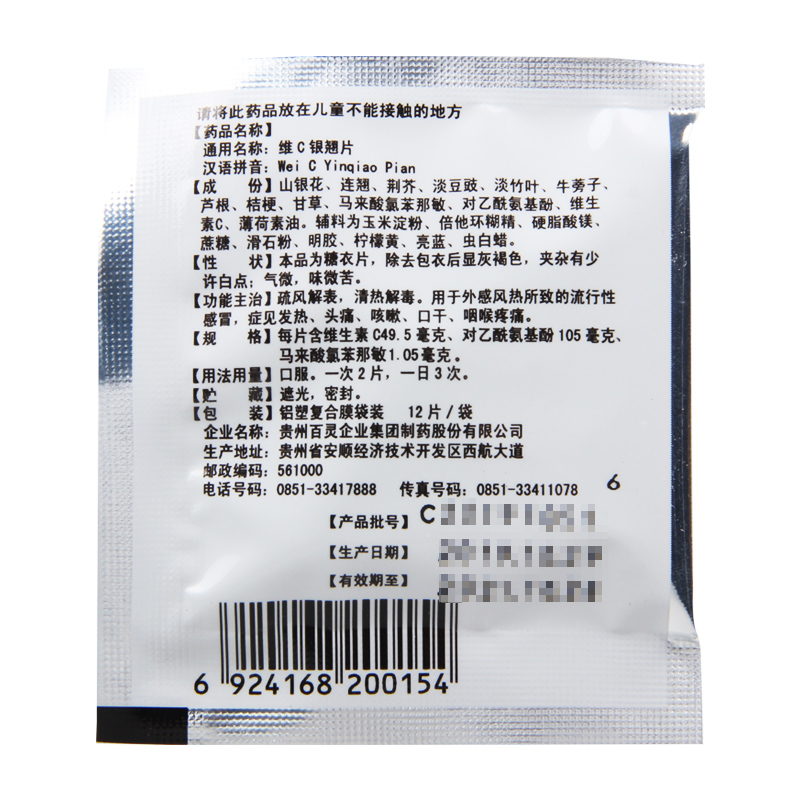 请将此药品放在儿童不能接触的地方
【药品名称】
通用名称：维C银翘片
汉语拼音：Wei C Yinqiao Pian
【成 份】山银花、连翘、荆芥、淡豆豉、淡竹叶、牛蒡子、
芦根、桔梗、甘草、马来酸氯苯那敏、对乙酰氨基酚、维生
素C、薄荷素油。辅料为玉米淀粉、倍他环糊精、硬脂酸镁、
蔗糖、滑石粉、明胶、柠檬黄、亮蓝、虫白蜡。
【性 状】本品为糖衣片，除去包衣后显灰褐色，夹杂有少
许白点；气微，味微苦。
【功能主治】疏风解表，清热解毒。用于外感风热所致的流行性
感冒，症见发热、头痛、咳嗽、口干、咽喉疼痛。
【规 格】每片含维生素C49.5毫克、对乙酰氨基酚105毫克、
马来酸氯苯那敏1.05毫克。
【用法用量】口服。一次2片，一日3次。
【贮 藏】遮光，密封。
【包 装】铝塑复合膜袋装 12片/袋
企业名称：贵州百灵企业集团制药股份有限公司
生产地址：贵州省安顺经济技术开发区西航大道
邮政编码：561000
电话号码：0851-33417888 传真号码：0851-33411078 6
【产品批号】C
【生产日期】
【有效期至】
6 924168 200154